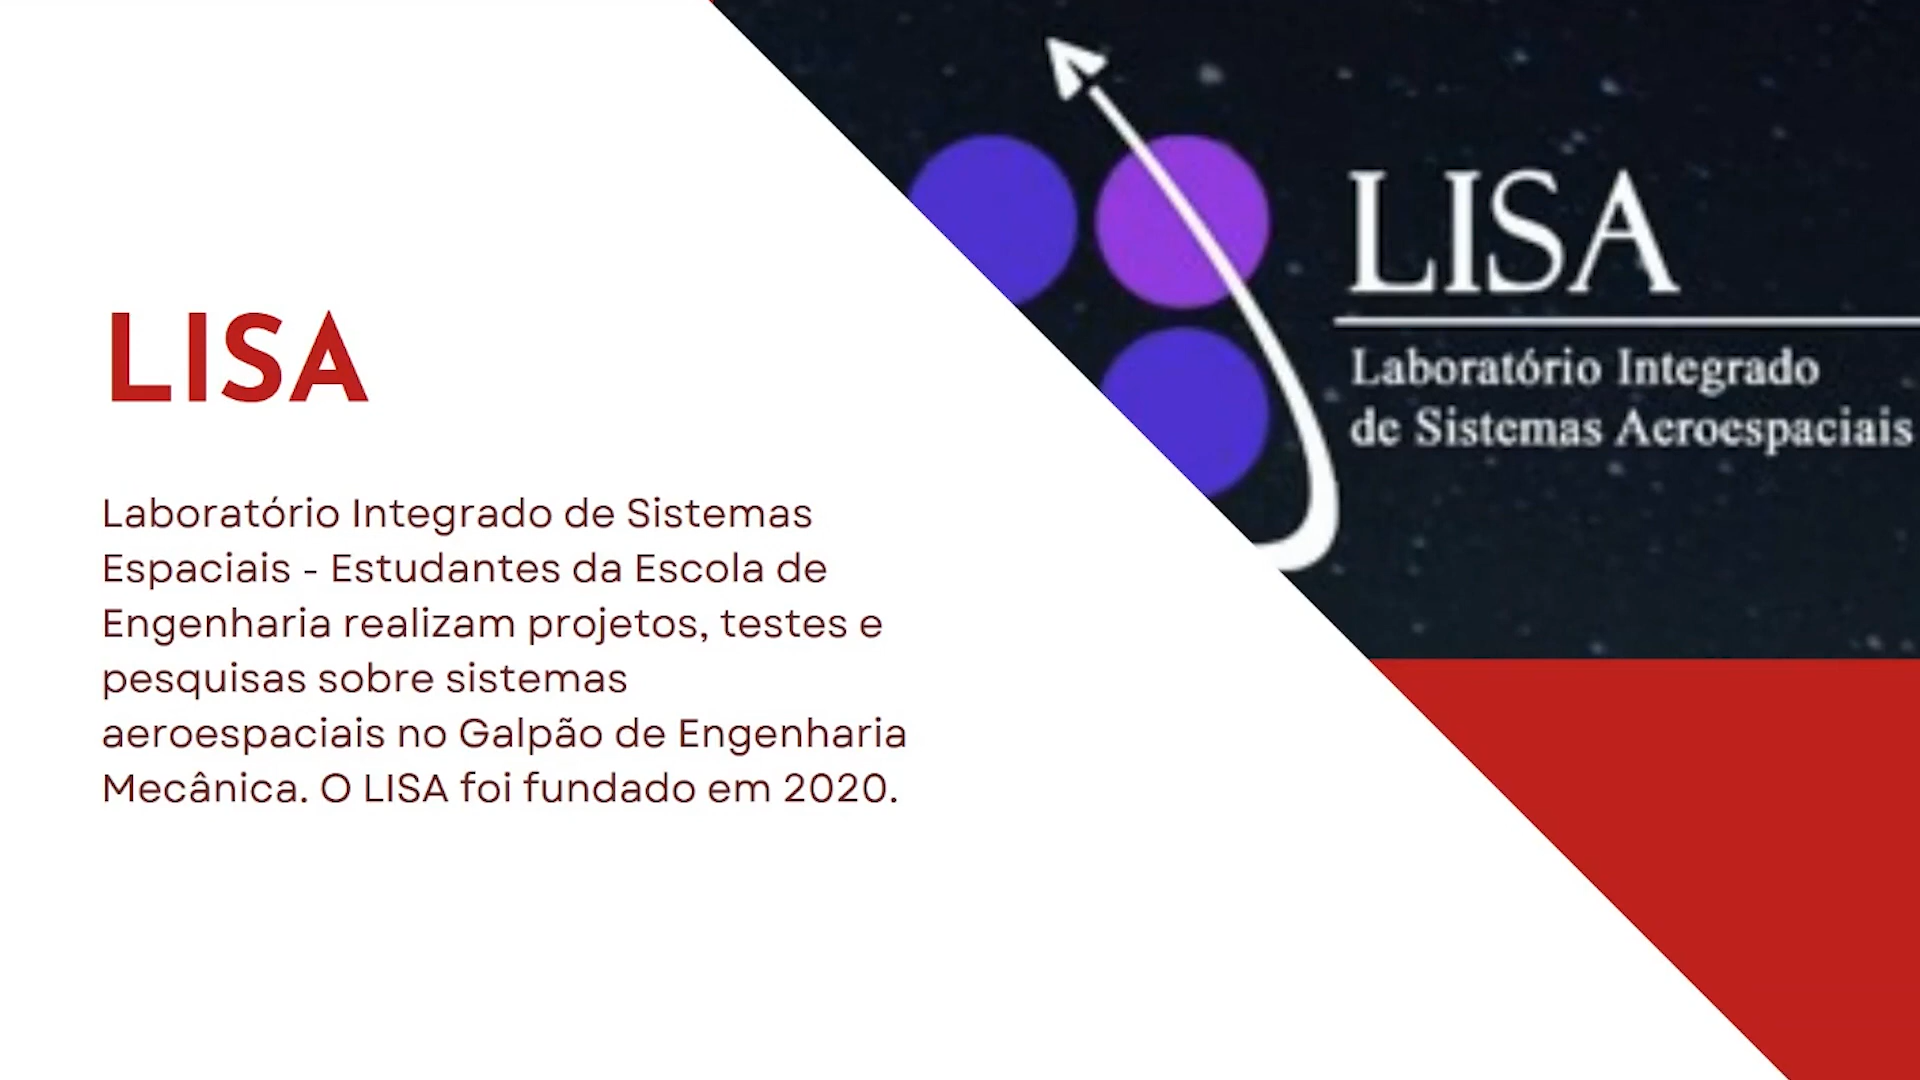 LISA
Laboratório Integrado de Sistemas
Espaciais - Estudantes da Escola de
Engenharia realizam projetos, testes e
pesquisas sobre sistemas
aeroespaciais no Galpão de Engenharia
Mecânica. O LISA foi fundado em 2020.
LISA
Laboratório Integrado
de Sistemas Aeroespaciais